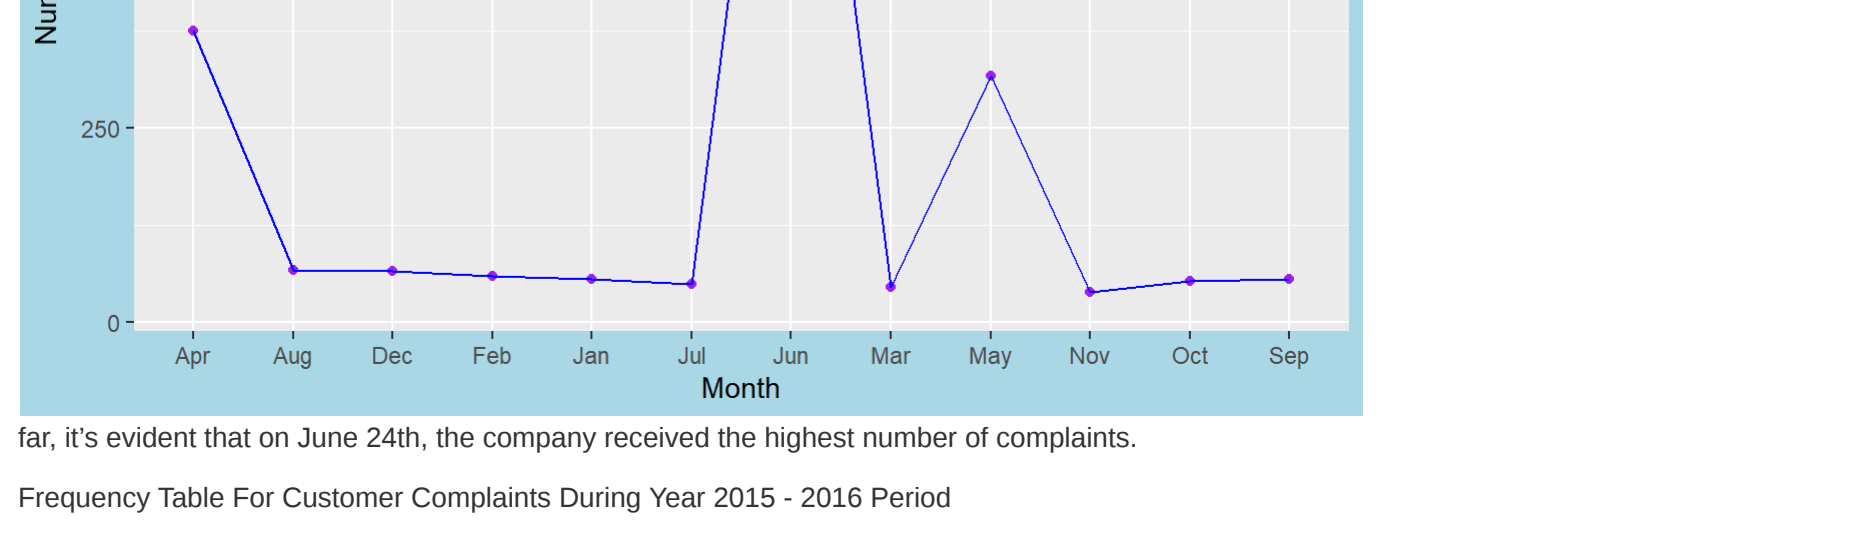 250
0
Apr Aug Dec Feb Jan Jul Jun Mar May Nov Oct Sep
Month
far, it’s evident that on June 24th, the company received the highest number of complaints.
Frequency Table For Customer Complaints During Year 2015 - 2016 Period